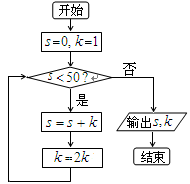 开始
s=0, k=1
s<50?
否
是
s=s+k
输出s,k
k=2k
结束